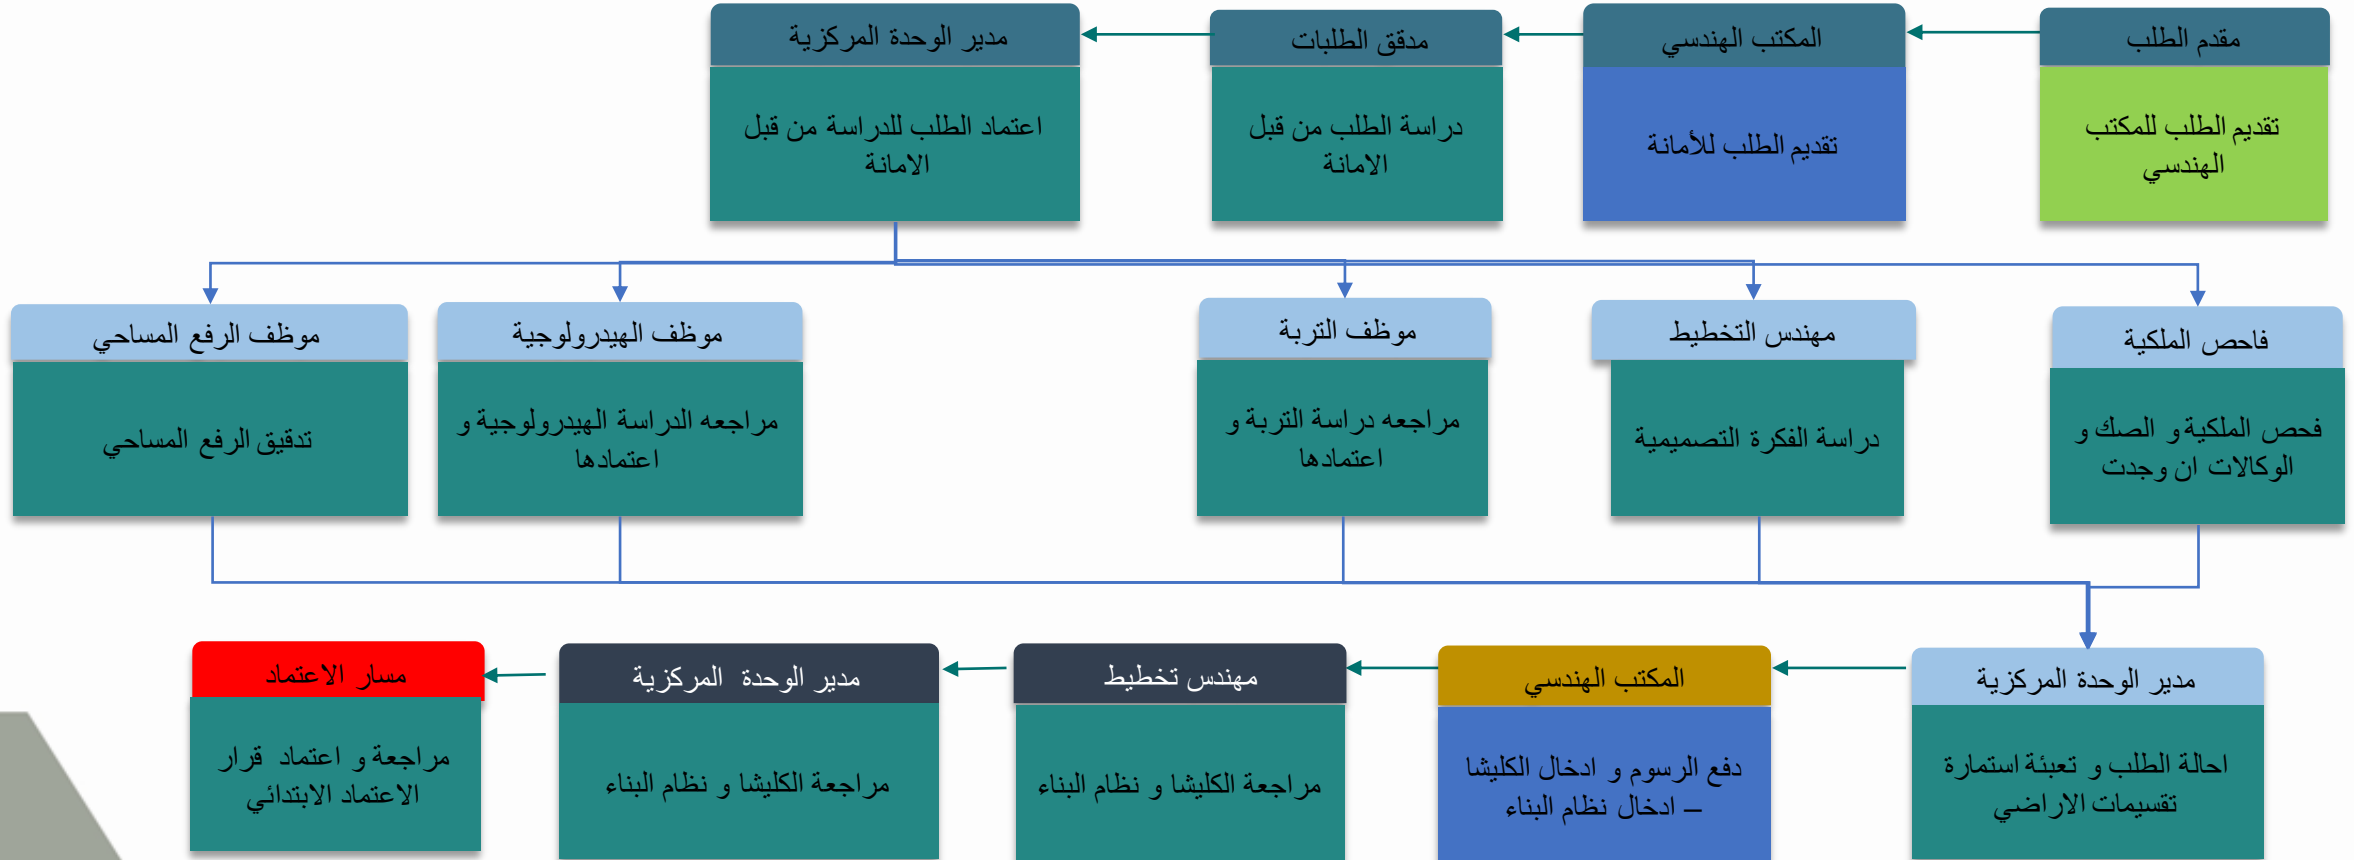 مقدم الطلب
تقديم الطلب للمكتب
الهندسي
المكتب الهندسي
تقديم الطلب للأمانة
مدقق الطلبات
دراسة الطلب من قبل
الامانة
مدير الوحدة المركزية
اعتماد الطلب للدراسة من قبل
الامانة
فاحص الملكية
فحص الملكية و الصك و
الوكالات ان وجدت
مهندس التخطيط
دراسة الفكرة التصميمية
موظف التربة
مراجعه دراسة التربة و
اعتمادها
موظف الهيدرولوجية
مراجعه الدراسة الهيدرولوجية و
اعتمادها
موظف الرفع المساحي
تدقيق الرفع المساحي
مدير الوحدة المركزية
احالة الطلب و تعبئة استمارة
تقسيمات الاراضي
المكتب الهندسي
دفع الرسوم و ادخال الكليشا
– ادخال نظام البناء
مهندس تخطيط
مراجعة الكليشا و نظام البناء
مدير الوحدة المركزية
مراجعة الكليشا و نظام البناء
مسار الاعتماد
مراجعة و اعتماد قرار
الاعتماد الابتدائي